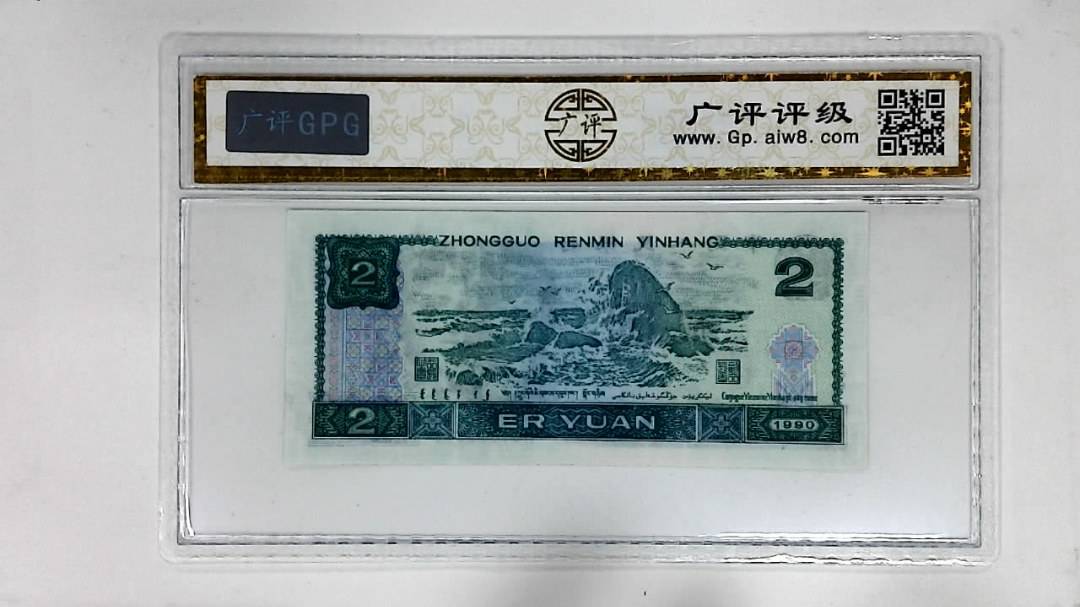 广评GPG
广评
广评评级
www.Gp.aiw8.com
ZHONGGUO RENMIN YINHANG
2
2
2
ER YUAN
1990